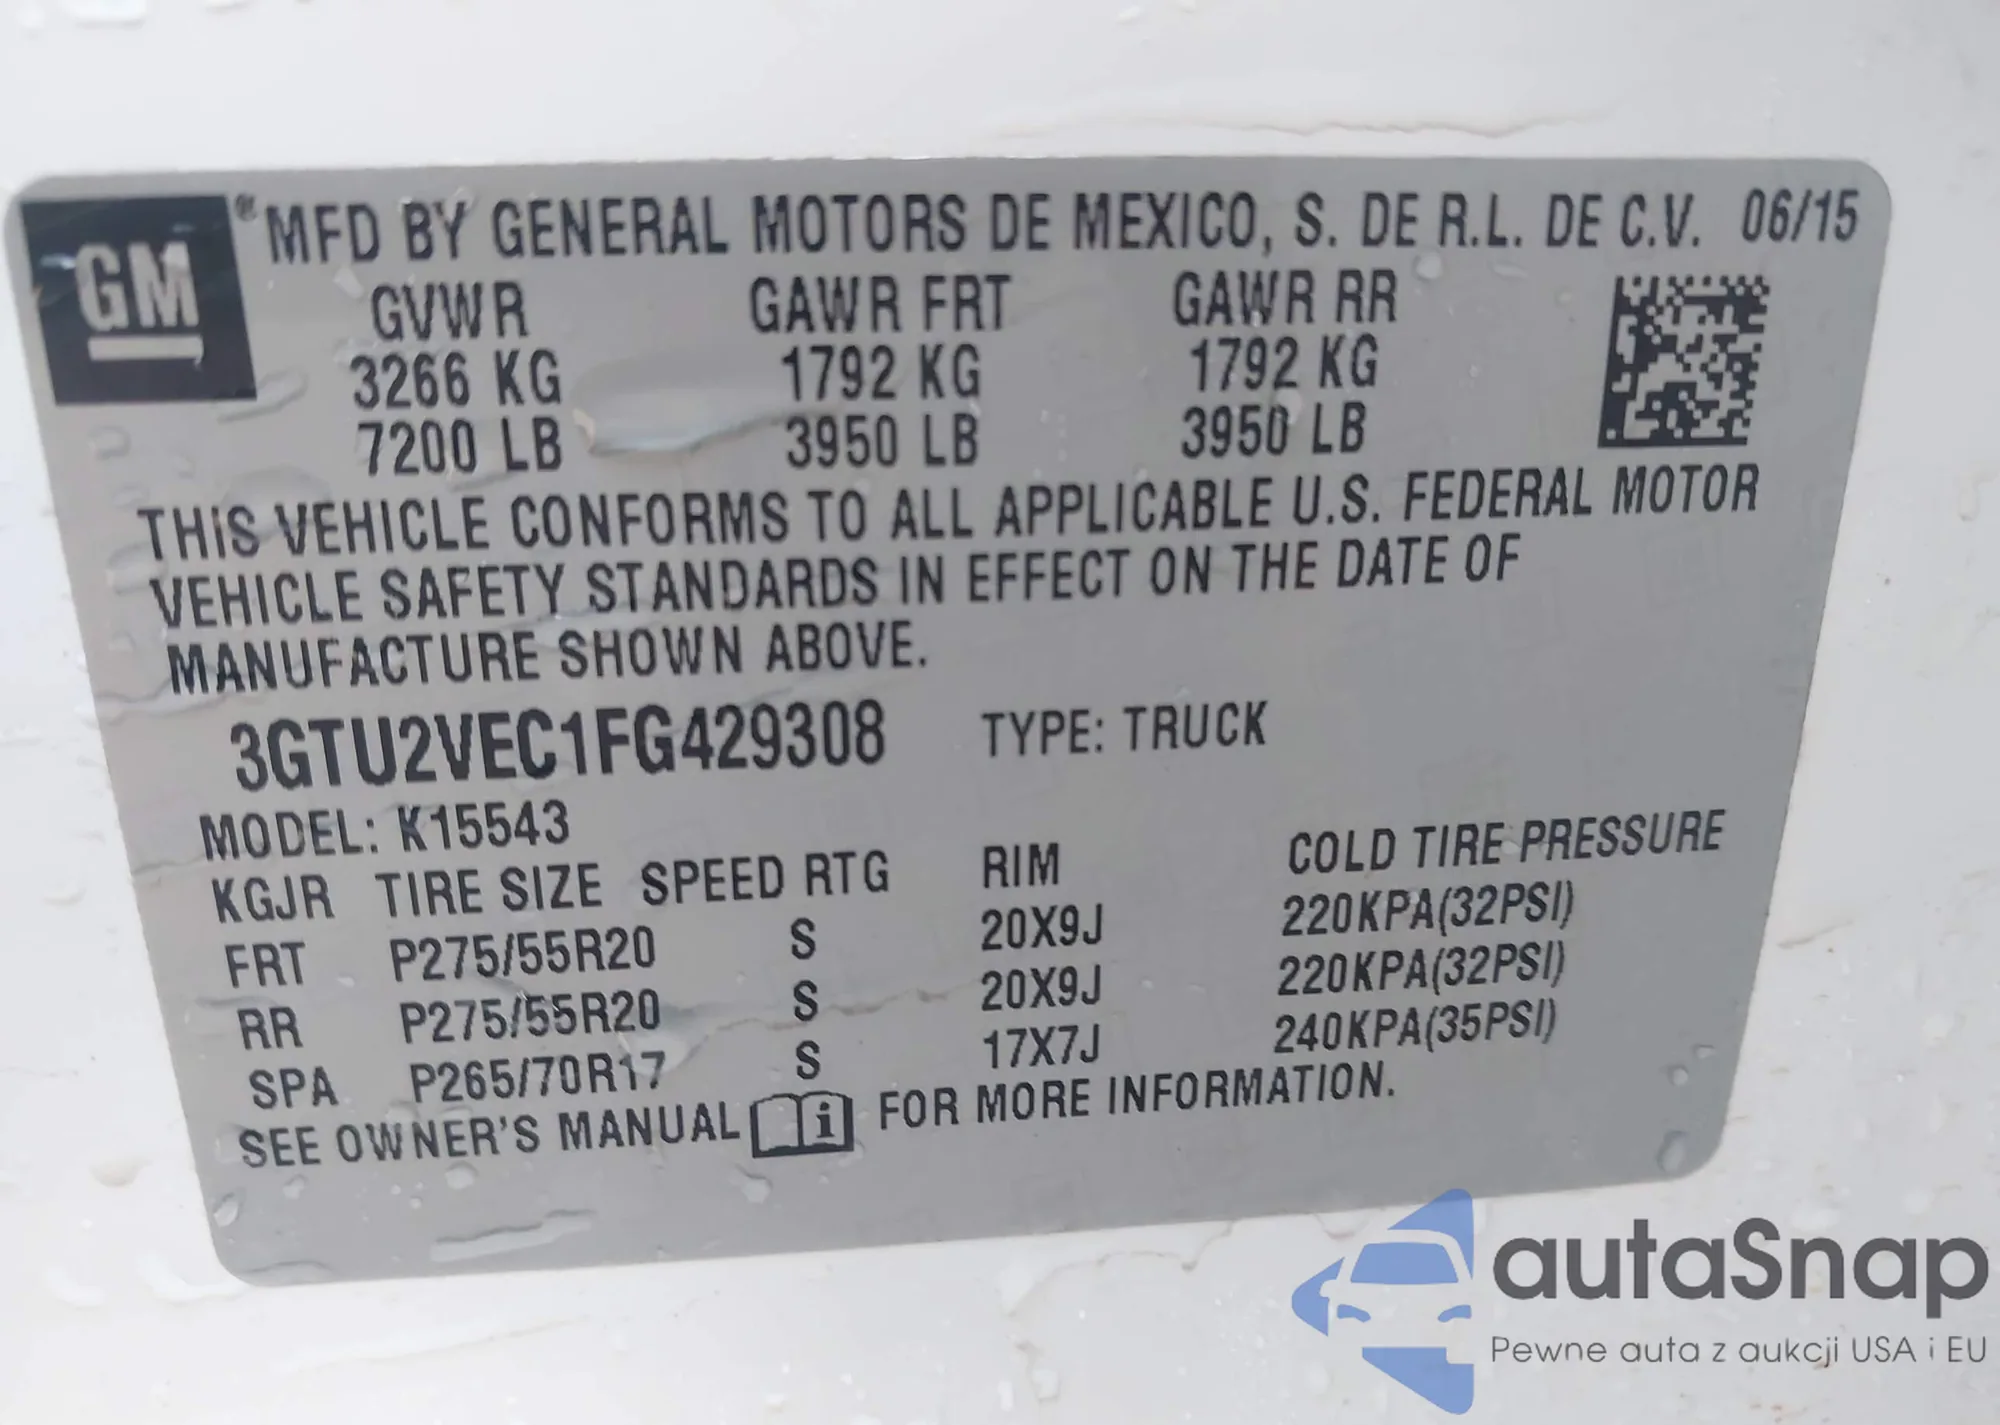 GM
® MFD BY GENERAL MOTORS DE MEXICO, S. DE R.L. DE C.V. 06/15
GVWR GAWR FRT GAWR RR
3266 KG 1792 KG 1792 KG
7200 LB 3950 LB 3950 LB
THIS VEHICLE CONFORMS TO ALL APPLICABLE U.S. FEDERAL MOTOR
VEHICLE SAFETY STANDARDS IN EFFECT ON THE DATE OF
MANUFACTURE SHOWN ABOVE.
3GTU2VEC1FG429308 TYPE: TRUCK
MODEL: K15543
KGJR TIRE SIZE SPEED RTG RIM COLD TIRE PRESSURE
FRT P275/55R20 S 20X9J 220KPA(32PSI)
RR P275/55R20 S 20X9J 220KPA(32PSI)
SPA P265/70R17 S 17X7J 240KPA(35PSI)
SEE OWNER'S MANUAL i FOR MORE INFORMATION.
autaSnap
Pewne auta z aukcji USA i EU